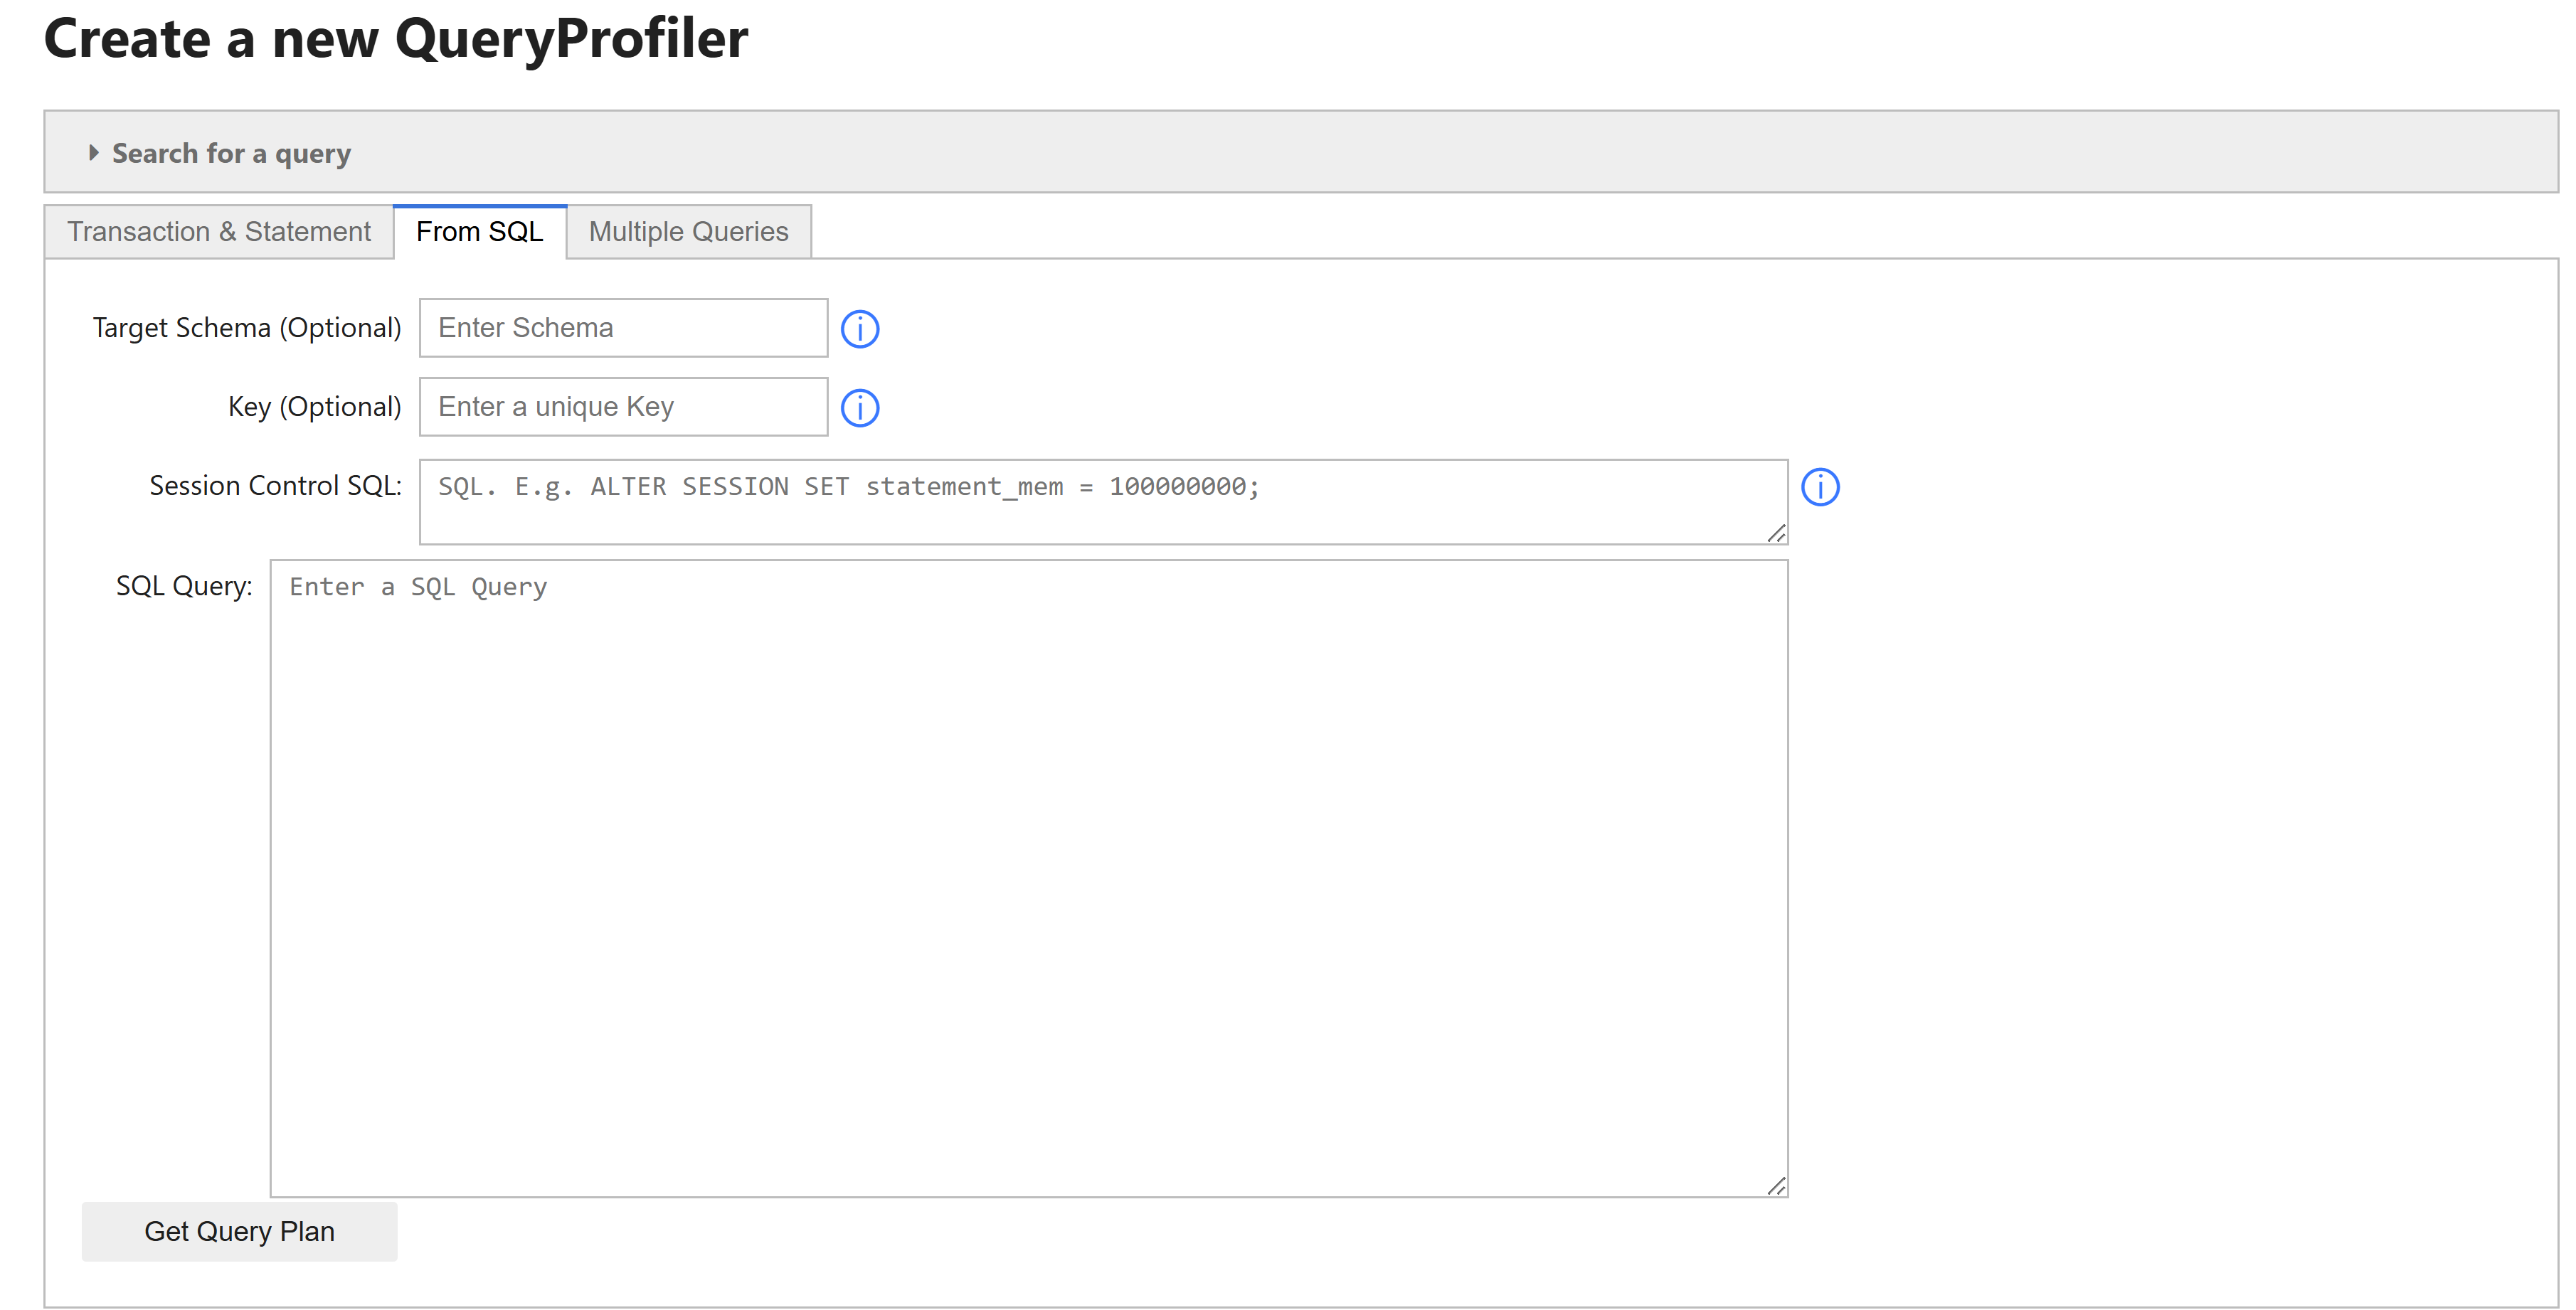 Create a new QueryProfiler
Search for a query
Transaction & Statement From SQL Multiple Queries
Target Schema (Optional) Enter Schema
Key (Optional) Enter a unique Key
Session Control SQL: SQL. E.g. ALTER SESSION SET statement_mem = 100000000;
SQL Query: Enter a SQL Query
Get Query Plan